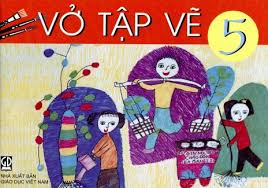 VỞ TẬP VẼ 5
NHÀ XUẤT BẢN
GIÁO DỤC VIỆT NAM